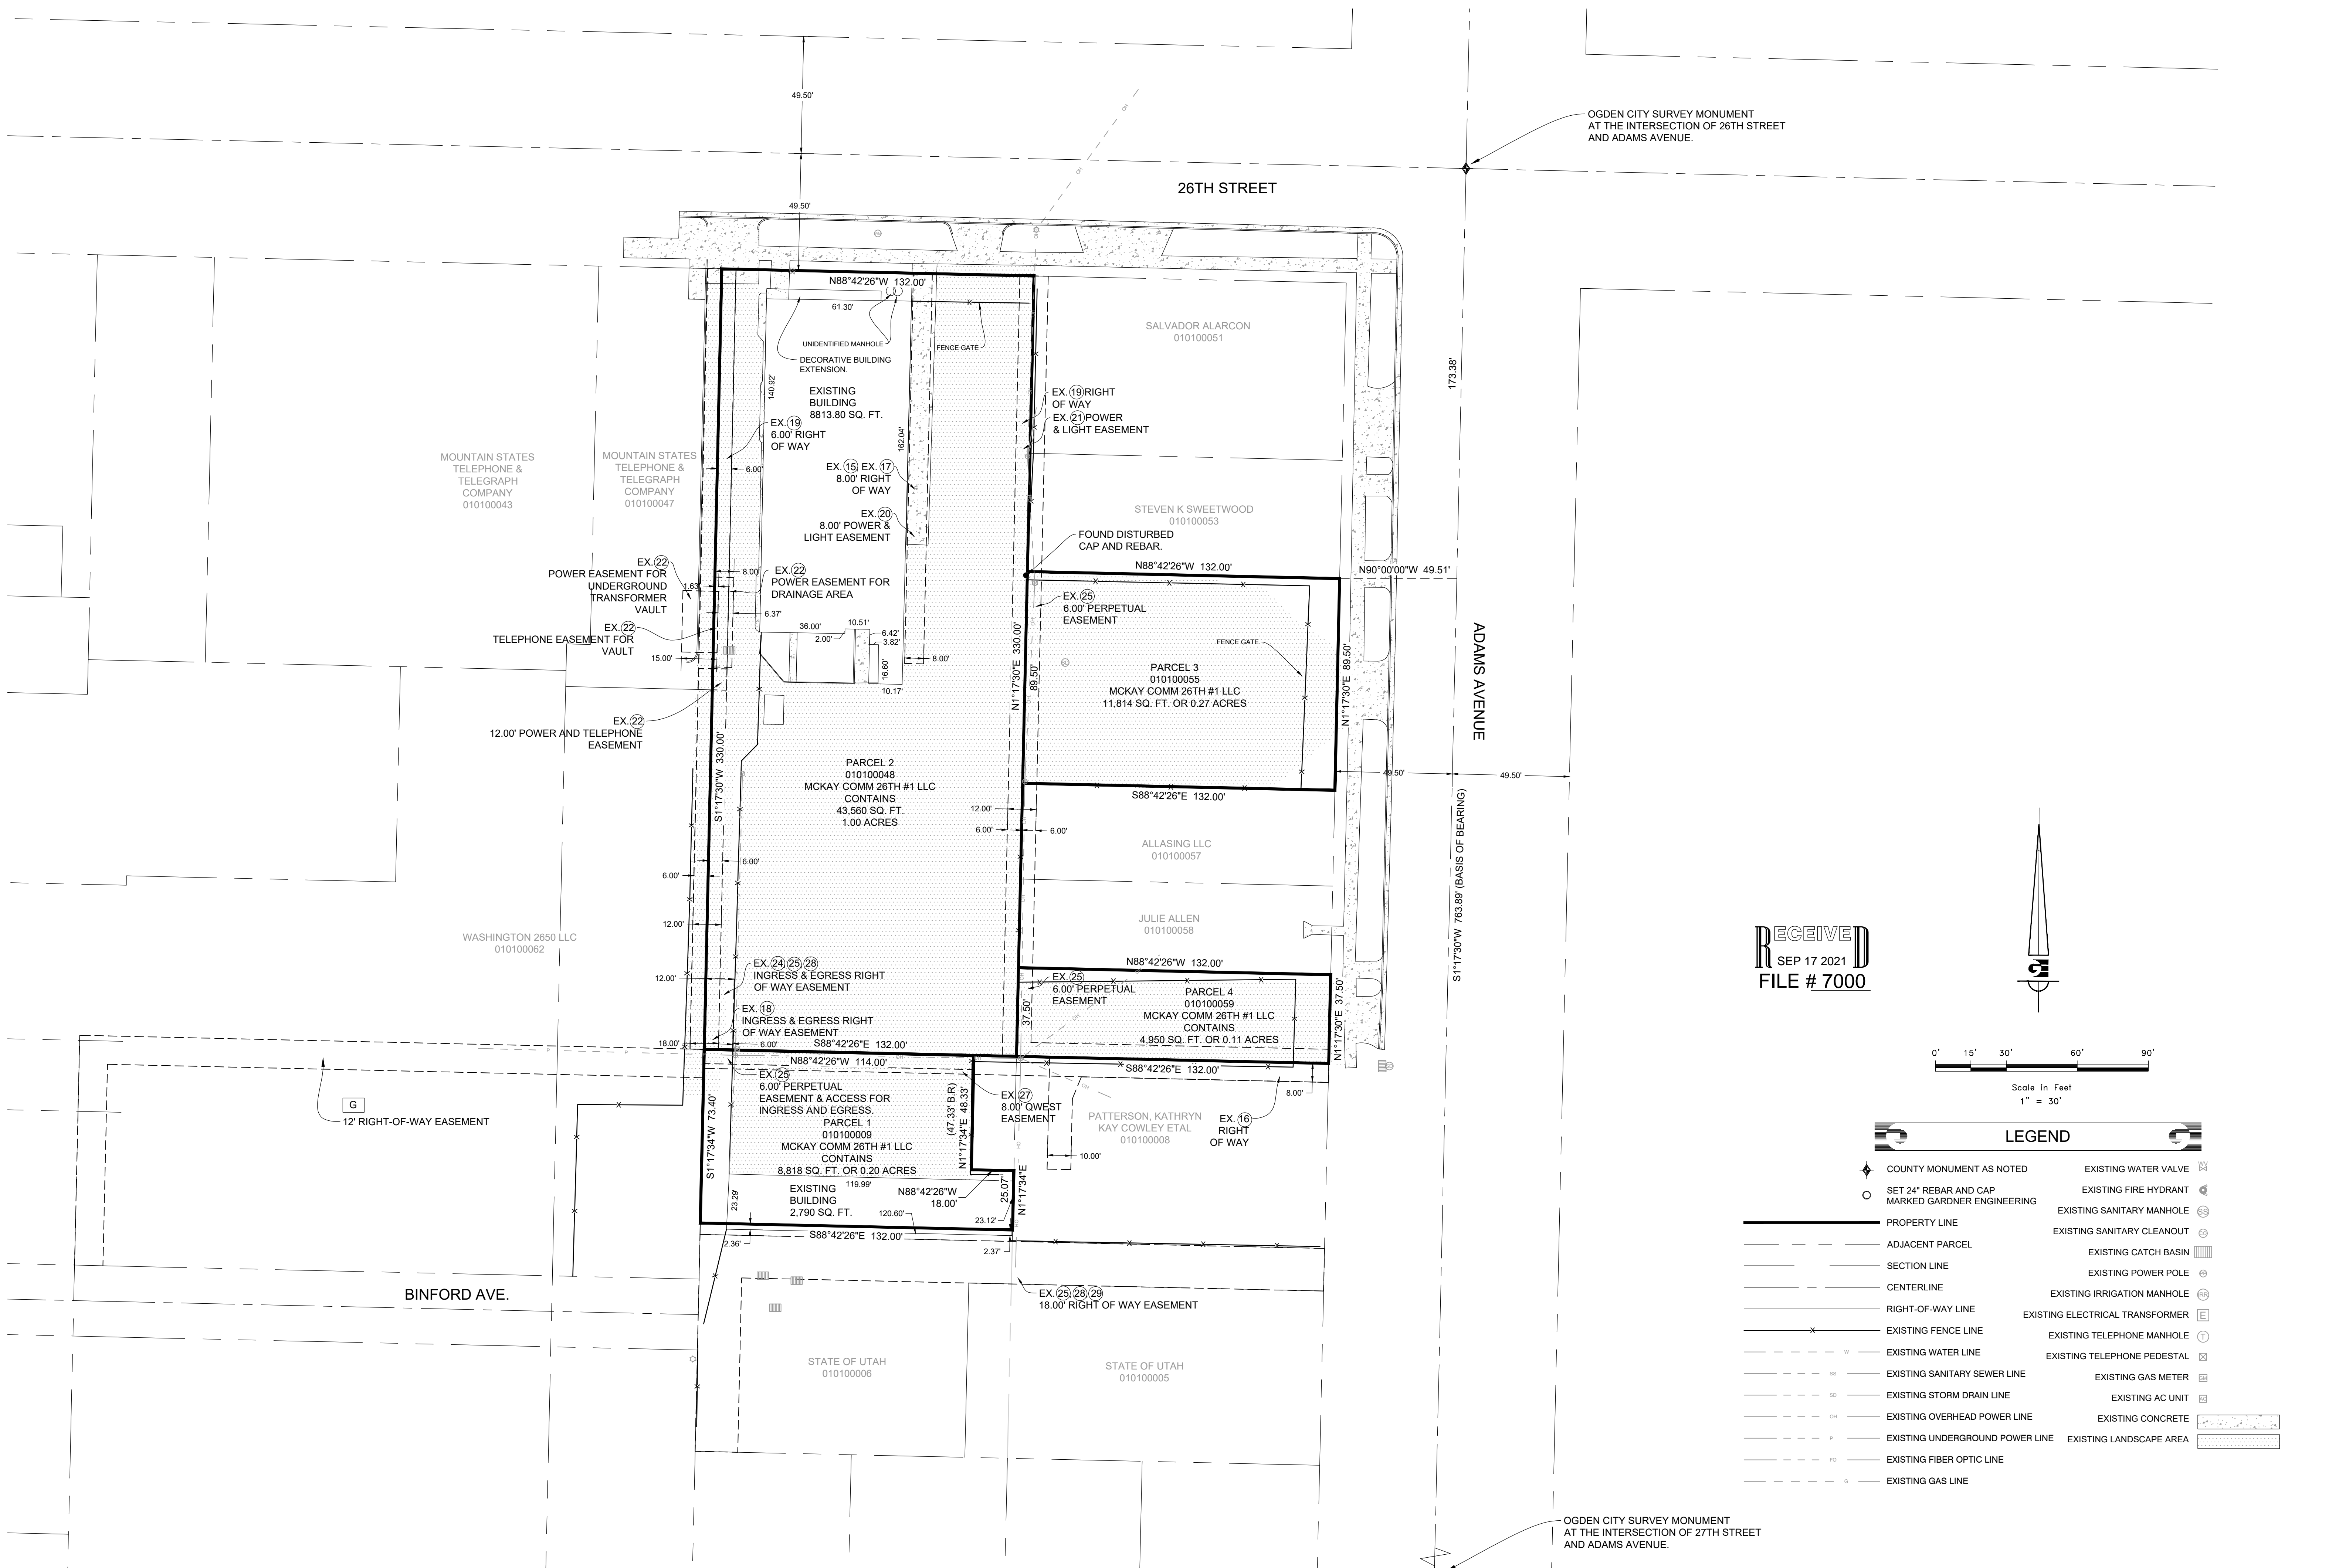 49.50'
OH
OGDEN CITY SURVEY MONUMENT
AT THE INTERSECTION OF 26TH STREET
AND ADAMS AVENUE.
OH
26TH STREET
49.50'
N88°42'26"W 132.00'
61.30'
UNIDENTIFIED MANHOLE
FENCE GATE
DECORATIVE BUILDING
EXTENSION.
140.92'
EXISTING
BUILDING
8813.80 SQ. FT.
SALVADOR ALARCON
010100051
173.38'
EX. 19 RIGHT
OF WAY
EX. 21 POWER
& LIGHT EASEMENT
EX. 19
6.00' RIGHT
OF WAY
162.04'
6.00'
EX. 15, EX. 17
8.00' RIGHT
OF WAY
EX. 20
8.00' POWER &
LIGHT EASEMENT
MOUNTAIN STATES
TELEPHONE &
TELEGRAPH
COMPANY
010100043
MOUNTAIN STATES
TELEPHONE &
TELEGRAPH
COMPANY
010100047
STEVEN K SWEETWOOD
010100053
FOUND DISTURBED
CAP AND REBAR.
N88°42'26"W 132.00'
N90°00'00"W 49.51'
EX. 22
POWER EASEMENT FOR
UNDERGROUND
TRANSFORMER
VAULT
1.63'
8.00'
EX. 22
POWER EASEMENT FOR
DRAINAGE AREA
6.37'
EX. 25
6.00' PERPETUAL
EASEMENT
EX. 22
TELEPHONE EASEMENT FOR
VAULT
15.00'
36.00'
10.51'
2.00'
6.42'
3.82'
16.60'
10.17'
8.00'
N1°17'30"E 330.00'
89.50'
FENCE GATE
PARCEL 3
010100055
MCKAY COMM 26TH #1 LLC
11,814 SQ. FT. OR 0.27 ACRES
N1°17'30"E 89.50'
ADAMS AVENUE
EX. 22
12.00' POWER AND TELEPHONE
EASEMENT
S1°17'30"W 330.00'
PARCEL 2
010100048
MCKAY COMM 26TH #1 LLC
CONTAINS
43,560 SQ. FT.
1.00 ACRES
49.50'
49.50'
S88°42'26"E 132.00'
12.00'
6.00'
6.00'
S1°17'30"W 763.89' (BASIS OF BEARING)
ALLASING LLC
010100057
6.00'
6.00'
12.00'
JULIE ALLEN
010100058
WASHINGTON 2650 LLC
010100062
RECEIVED
SEP 17 2021
FILE # 7000
EX. 24, 25, 28
INGRESS & EGRESS RIGHT
OF WAY EASEMENT
12.00'
N88°42'26"W 132.00'
EX. 25
6.00' PERPETUAL
EASEMENT
37.50'
OH
PARCEL 4
010100059
MCKAY COMM 26TH #1 LLC
CONTAINS
4,950 SQ. FT. OR 0.11 ACRES
N1°17'30"E 37.50'
EX. 18
INGRESS & EGRESS RIGHT
OF WAY EASEMENT
18.00'
6.00'
S88°42'26"E 132.00'
N88°42'26"W 114.00'
S88°42'26"E 132.00'
8.00'
0' 15' 30' 60' 90'
Scale in Feet
1" = 30'
G
12' RIGHT-OF-WAY EASEMENT
S1°17'34"W 73.40'
EX. 25
6.00' PERPETUAL
EASEMENT & ACCESS FOR
INGRESS AND EGRESS.
PARCEL 1
010100009
MCKAY COMM 26TH #1 LLC
CONTAINS
8,818 SQ. FT. OR 0.20 ACRES
(47.33' B.R)
N1°17'34"E 48.33'
EX. 27
8.00' QWEST
EASEMENT
PATTERSON, KATHRYN
KAY COWLEY ETAL
010100008
EX. 16
RIGHT
OF WAY
10.00'
119.99'
23.29'
EXISTING
BUILDING
2,790 SQ. FT.
N88°42'26"W
18.00'
25.07'
N1°17'34"E
120.60'
23.12'
S88°42'26"E 132.00'
2.36'
2.37'
BINFORD AVE.
EX. 25, 28, 29
18.00' RIGHT OF WAY EASEMENT
STATE OF UTAH
010100006
STATE OF UTAH
010100005
LEGEND
COUNTY MONUMENT AS NOTED
SET 24" REBAR AND CAP
MARKED GARDNER ENGINEERING
PROPERTY LINE
ADJACENT PARCEL
SECTION LINE
CENTERLINE
RIGHT-OF-WAY LINE
X EXISTING FENCE LINE
W EXISTING WATER LINE
SS EXISTING SANITARY SEWER LINE
SD EXISTING STORM DRAIN LINE
OH EXISTING OVERHEAD POWER LINE
P EXISTING UNDERGROUND POWER LINE
FO EXISTING FIBER OPTIC LINE
G EXISTING GAS LINE
EXISTING WATER VALVE
EXISTING FIRE HYDRANT
EXISTING SANITARY MANHOLE SS
EXISTING SANITARY CLEANOUT
EXISTING CATCH BASIN
EXISTING POWER POLE
EXISTING IRRIGATION MANHOLE IRR
EXISTING ELECTRICAL TRANSFORMER E
EXISTING TELEPHONE MANHOLE T
EXISTING TELEPHONE PEDESTAL
EXISTING GAS METER GM
EXISTING AC UNIT AC
EXISTING CONCRETE
EXISTING LANDSCAPE AREA
OGDEN CITY SURVEY MONUMENT
AT THE INTERSECTION OF 27TH STREET
AND ADAMS AVENUE.